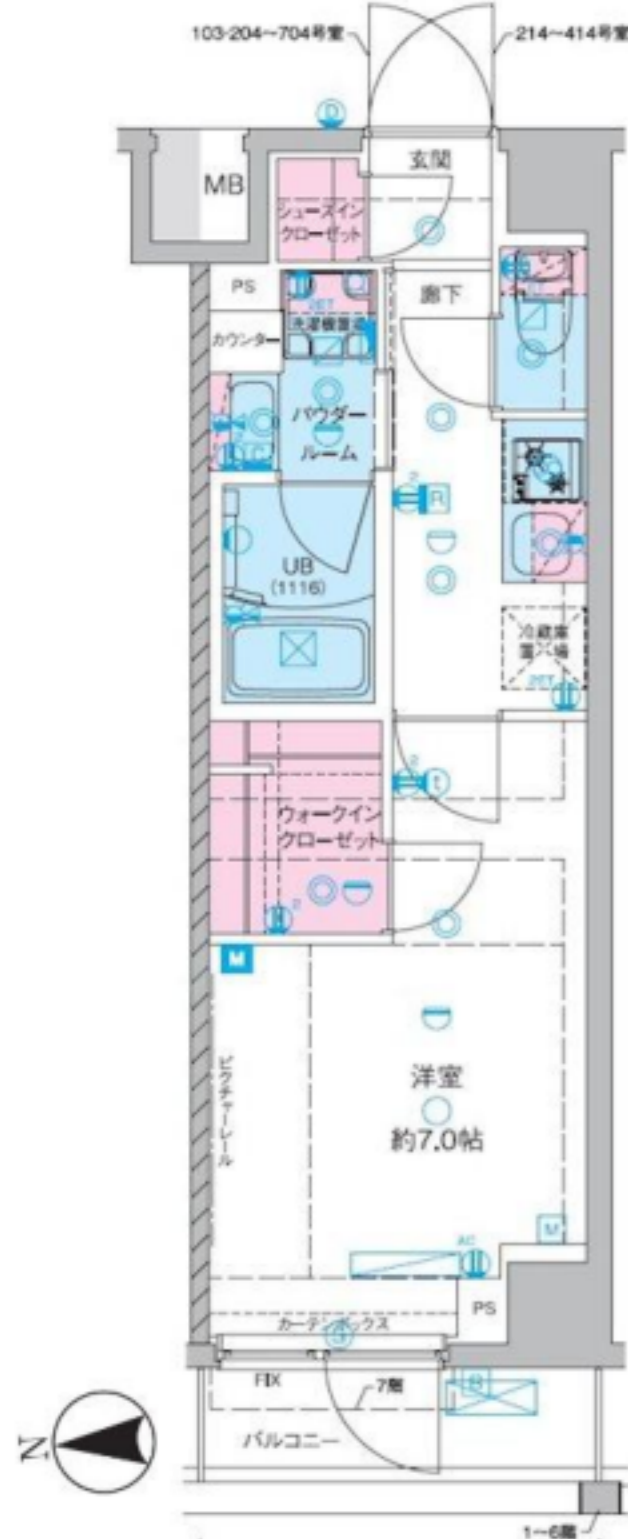 103·204〜704号室
214〜414号室
D
玄関
MB
シューズイン
クローゼット
PS
廊下
2ET
洗濯機置場
カウンター
パウダー
ルーム
2
R
UB
(1116)
冷蔵庫
置場
2ET
2
ウォークイン
クローゼット
2
M
ピクチャーレール
洋室
約7.0帖
M
AC
PS
カーテンボックス
FIX
7階
バルコニー
N
1〜6階